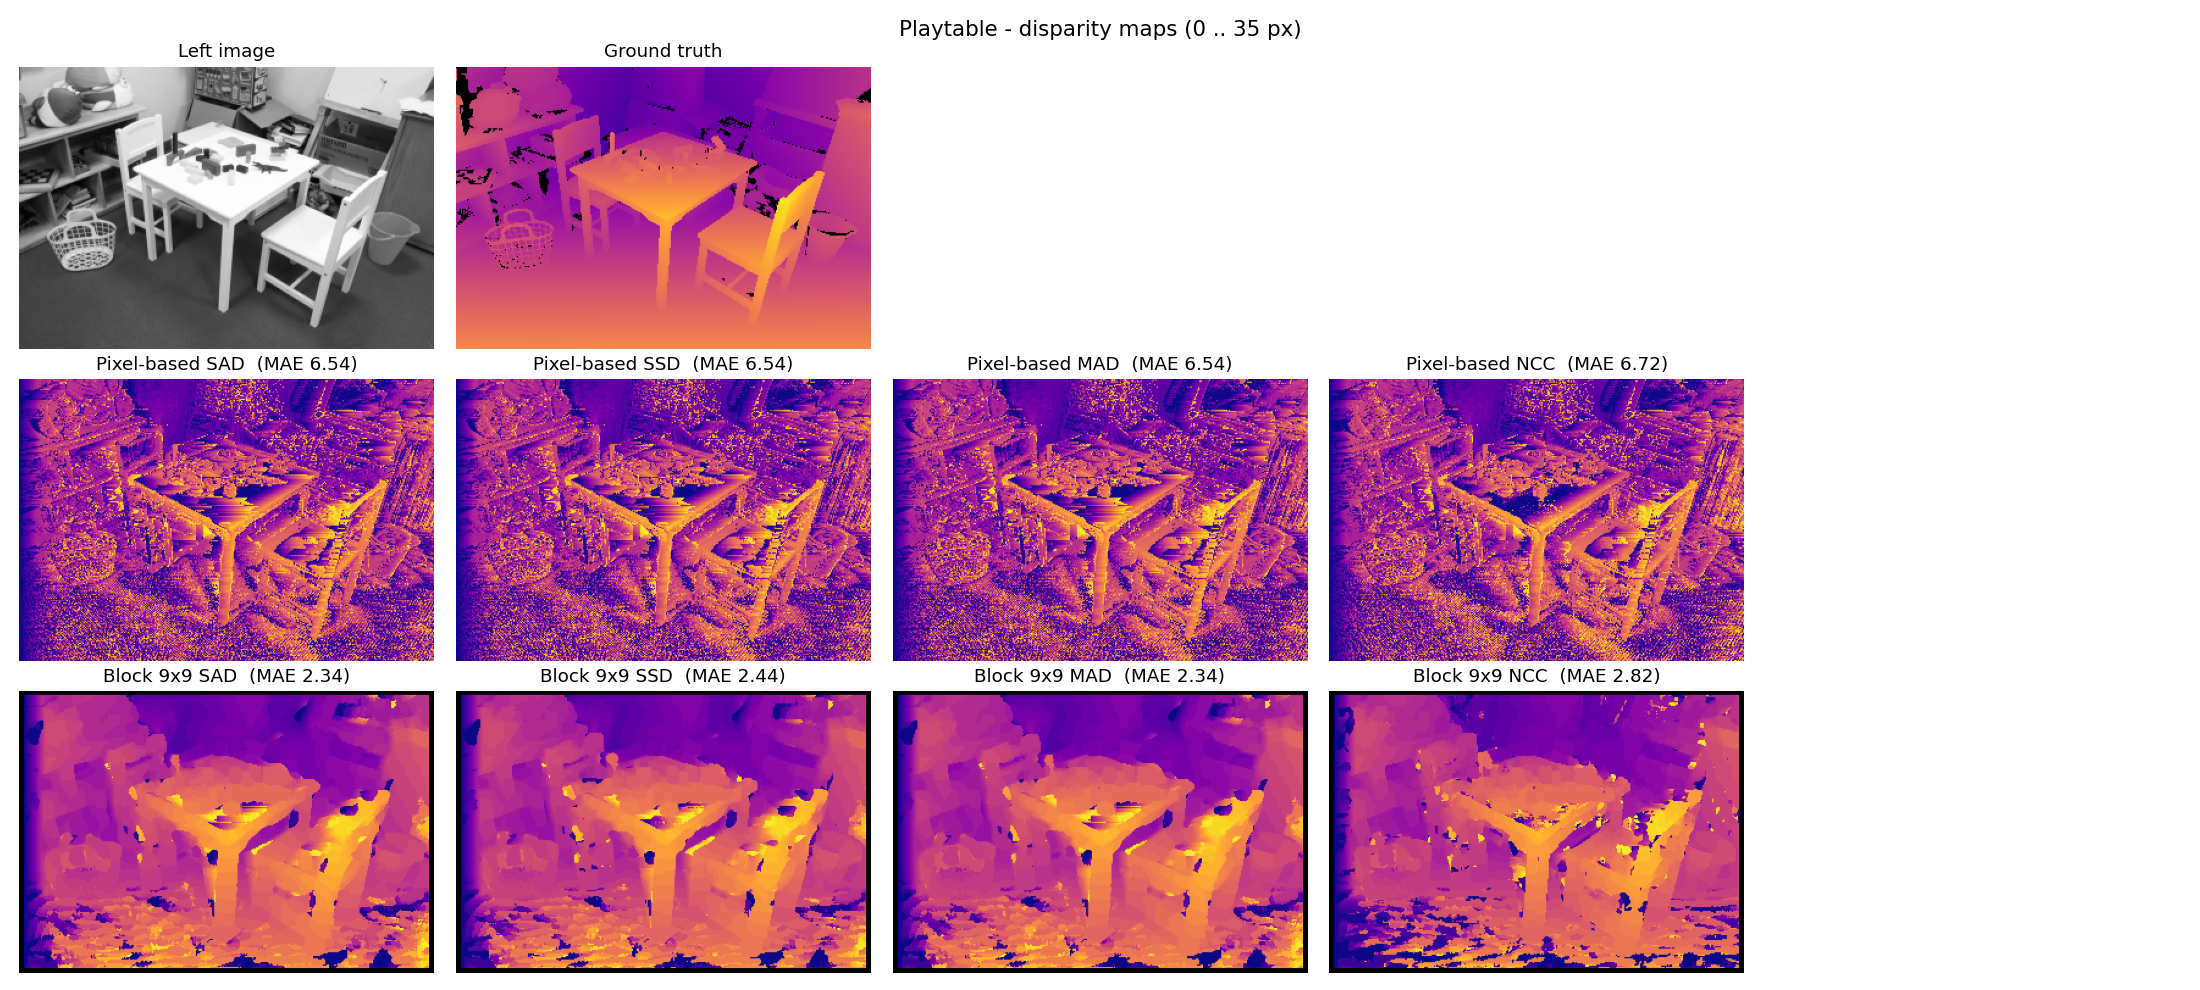 Playtable - disparity maps (0 .. 35 px)
Left image
Ground truth
Pixel-based SAD (MAE 6.54)
Pixel-based SSD (MAE 6.54)
Pixel-based MAD (MAE 6.54)
Pixel-based NCC (MAE 6.72)
Block 9x9 SAD (MAE 2.34)
Block 9x9 SSD (MAE 2.44)
Block 9x9 MAD (MAE 2.34)
Block 9x9 NCC (MAE 2.82)